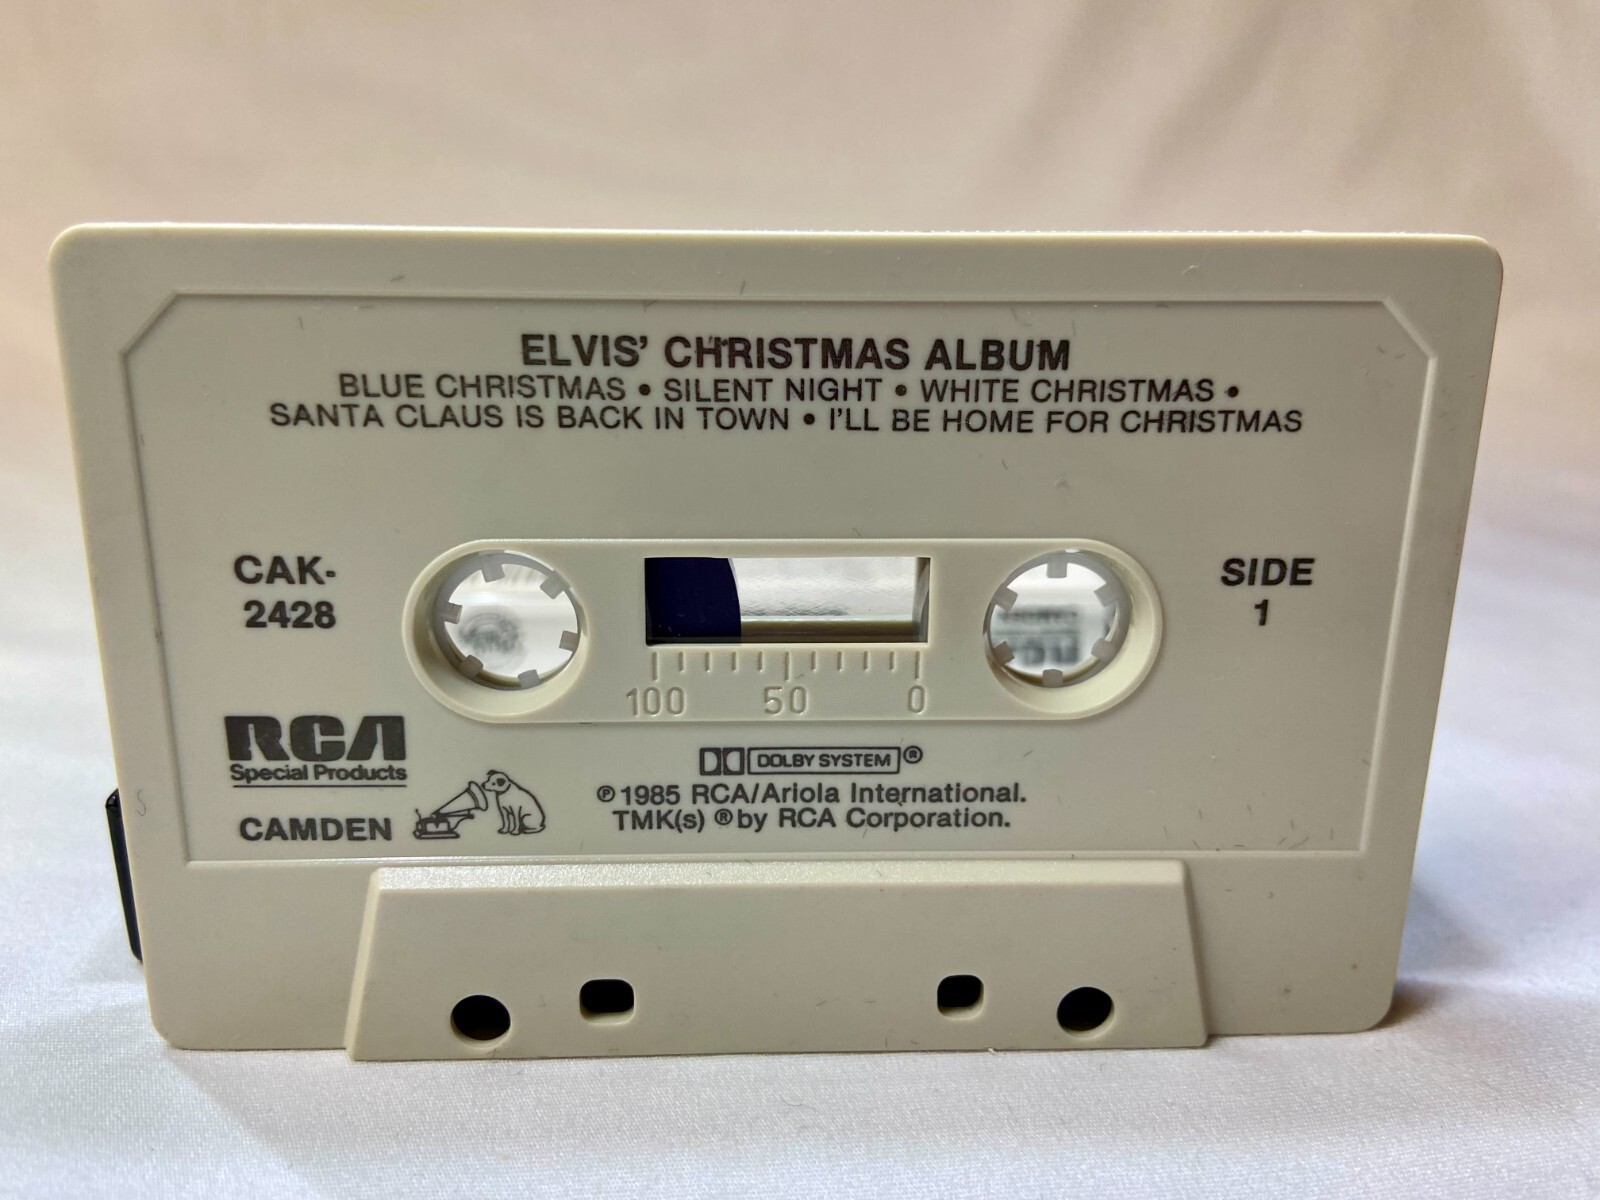 ELVIS' CHRISTMAS ALBUM
BLUE CHRISTMAS • SILENT NIGHT • WHITE CHRISTMAS •
SANTA CLAUS IS BACK IN TOWN • I'LL BE HOME FOR CHRISTMAS
CAK-
2428
SIDE
1
100 50 0
RCA
Special Products
CAMDEN
DOLBY SYSTEM ®
℗ 1985 RCA/Ariola International.
TMK(s) ® by RCA Corporation.